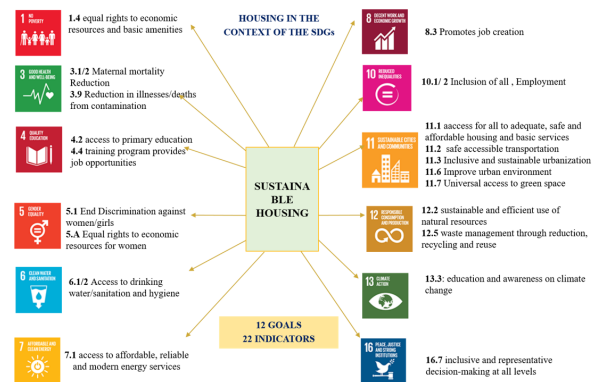 HOUSING IN THE
CONTEXT OF THE SDGs
1 NO
POVERTY
1.4 equal rights to economic
resources and basic amenities
3 GOOD HEALTH
AND WELL-BEING
3.1/2 Maternal mortality
Reduction
3.9 Reduction in illnesses/deaths
from contamination
4 QUALITY
EDUCATION
4.2 access to primary education
4.4 training program provides
job opportunities
5 GENDER
EQUALITY
5.1 End Discrimination against
women/girls
5.A Equal rights to economic
resources for women
6 CLEAN WATER
AND SANITATION
6.1/2 Access to drinking
water/sanitation and hygiene
7 AFFORDABLE AND
CLEAN ENERGY
7.1 access to affordable, reliable
and modern energy services
SUSTAINA
BLE
HOUSING
12 GOALS
22 INDICATORS
8 DECENT WORK AND
ECONOMIC GROWTH
8.3 Promotes job creation
10 REDUCED
INEQUALITIES
10.1/ 2 Inclusion of all , Employment
11 SUSTAINABLE CITIES
AND COMMUNITIES
11.1 aaccess for all to adequate, safe and
affordable housing and basic services
11.2 safe accessible transportation
11.3 Inclusive and sustainable urbanization
11.6 Improve urban environment
11.7 Universal access to green space
12 RESPONSIBLE
CONSUMPTION
AND PRODUCTION
12.2 sustainable and efficient use of
natural resources
12.5 waste management through reduction,
recycling and reuse
13 CLIMATE
ACTION
13.3: education and awareness on climate
change
16 PEACE, JUSTICE
AND STRONG
INSTITUTIONS
16.7 inclusive and representative
decision-making at all levels